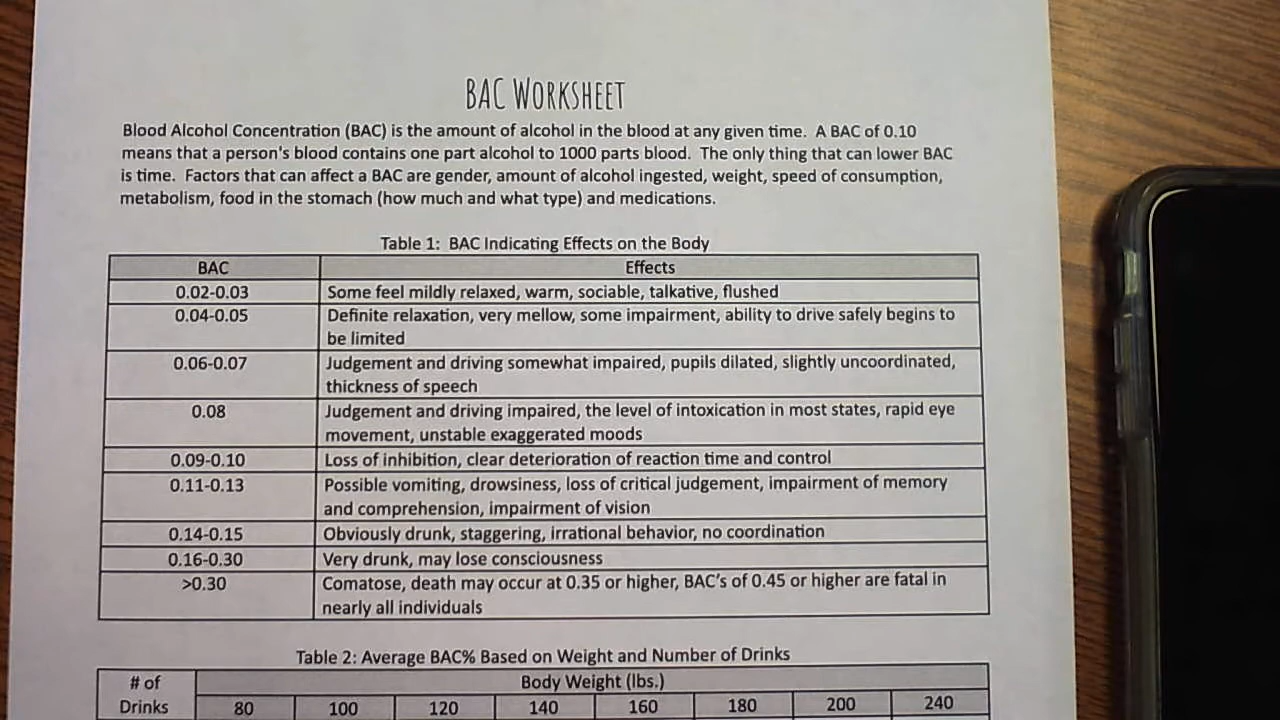 BAC WORKSHEET
Blood Alcohol Concentration (BAC) is the amount of alcohol in the blood at any given time. A BAC of 0.10
means that a person's blood contains one part alcohol to 1000 parts blood. The only thing that can lower BAC
is time. Factors that can affect a BAC are gender, amount of alcohol ingested, weight, speed of consumption,
metabolism, food in the stomach (how much and what type) and medications.
Table 1: BAC Indicating Effects on the Body
BAC Effects
0.02-0.03 Some feel mildly relaxed, warm, sociable, talkative, flushed
0.04-0.05 Definite relaxation, very mellow, some impairment, ability to drive safely begins to
be limited
0.06-0.07 Judgement and driving somewhat impaired, pupils dilated, slightly uncoordinated,
thickness of speech
0.08 Judgement and driving impaired, the level of intoxication in most states, rapid eye
movement, unstable exaggerated moods
0.09-0.10 Loss of inhibition, clear deterioration of reaction time and control
0.11-0.13 Possible vomiting, drowsiness, loss of critical judgement, impairment of memory
and comprehension, impairment of vision
0.14-0.15 Obviously drunk, staggering, irrational behavior, no coordination
0.16-0.30 Very drunk, may lose consciousness
>0.30 Comatose, death may occur at 0.35 or higher, BAC's of 0.45 or higher are fatal in
nearly all individuals
Table 2: Average BAC% Based on Weight and Number of Drinks
# of Body Weight (lbs.)
Drinks 80 100 120 140 160 180 200 240